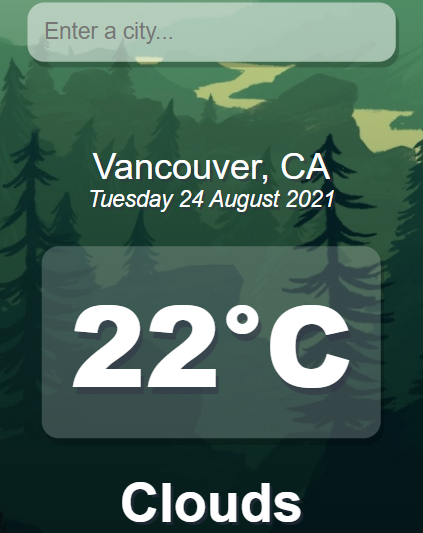 Enter a city...
Vancouver, CA
Tuesday 24 August 2021
22°C
Clouds